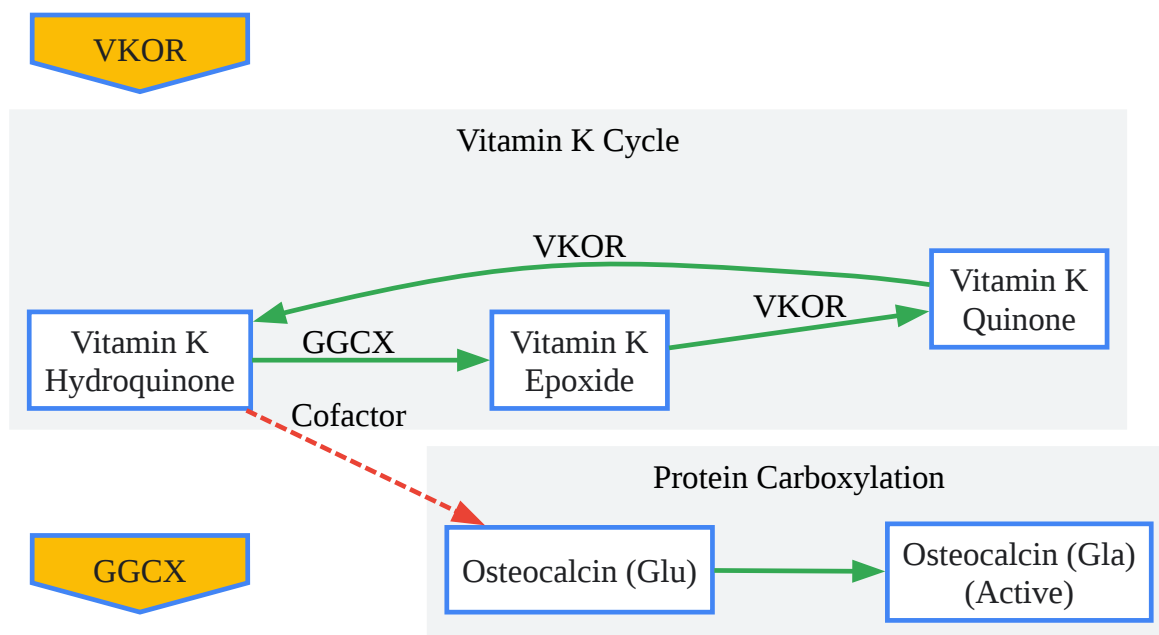 VKOR
Vitamin K Cycle
VKOR
Vitamin K
Quinone
VKOR
Vitamin K
Hydroquinone
GGCX
Vitamin K
Epoxide
Cofactor
Protein Carboxylation
GGCX
Osteocalcin (Glu)
Osteocalcin (Gla)
(Active)